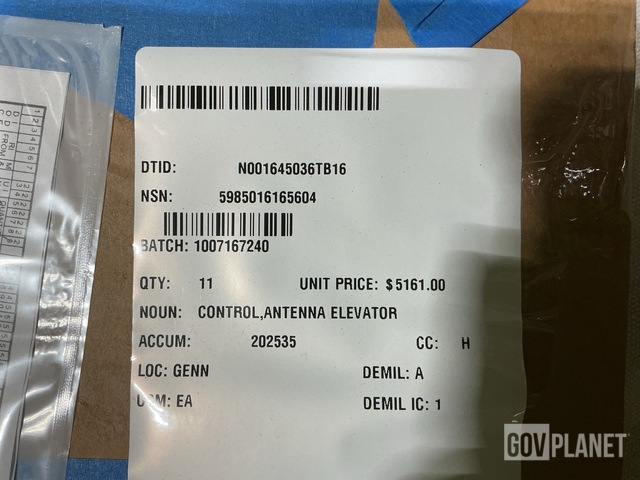 DTID: N001645036TB16
NSN: 5985016165604
BATCH: 1007167240
QTY: 11 UNIT PRICE: $5161.00
NOUN: CONTROL,ANTENNA ELEVATOR
ACCUM: 202535 CC: H
LOC: GENN DEMIL: A
EA DEMIL IC: 1
GOVPLANET